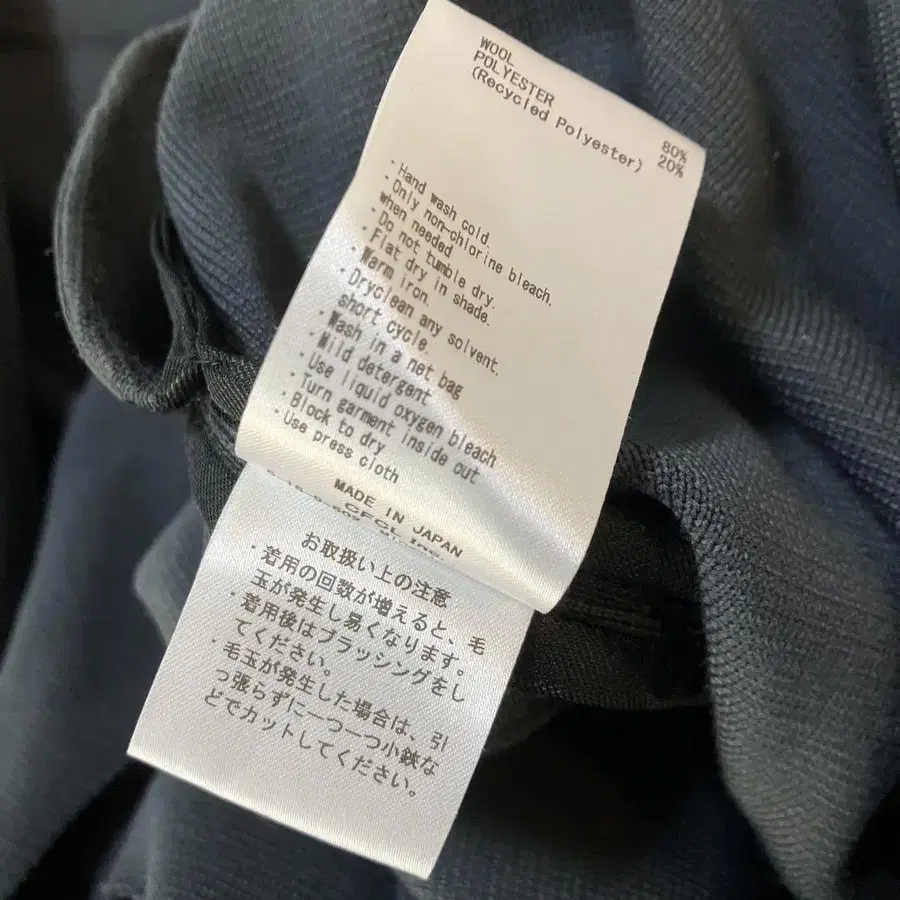 WOOL 80%
POLYESTER 20%
(Recycled Polyester)
・Hand wash cold.
・Only non-chlorine bleach,
when needed
・Do not tumble dry.
・Flat dry in shade.
・Warm iron.
・Dryclean any solvent.
short cycle.
・Wash in a net bag
・Mild detergent
・Use liquid oxygen bleach
・Turn garment inside out
・Block to dry
・Use press cloth
MADE IN JAPAN
CFCL Inc
お取扱い上の注意
・着用の回数が増えると、毛
玉が発生し易くなります。
・着用後はブラッシングをし
てください。
・毛玉が発生した場合は、引
っ張らずに一つ一つ小鋏な
どでカットしてください。